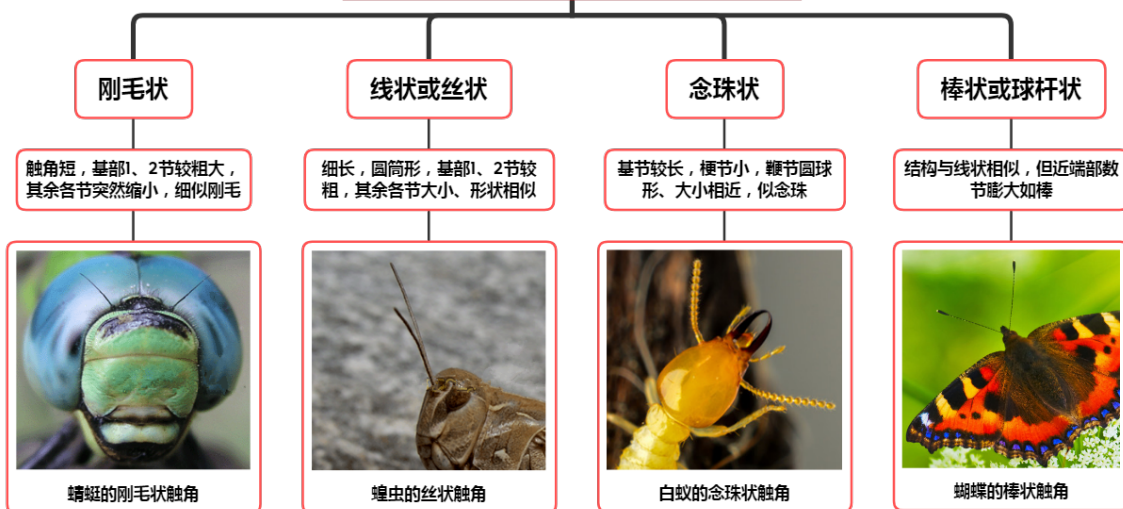 刚毛状
线状或丝状
念珠状
棒状或球杆状
触角短，基部1、2节较粗大，
其余各节突然缩小，细似刚毛
细长，圆筒形，基部1、2节较
粗，其余各节大小、形状相似
基节较长，梗节小，鞭节圆球
形、大小相近，似念珠
结构与线状相似，但近端部数
节膨大如棒
蜻蜓的刚毛状触角
蝗虫的丝状触角
白蚁的念珠状触角
蝴蝶的棒状触角